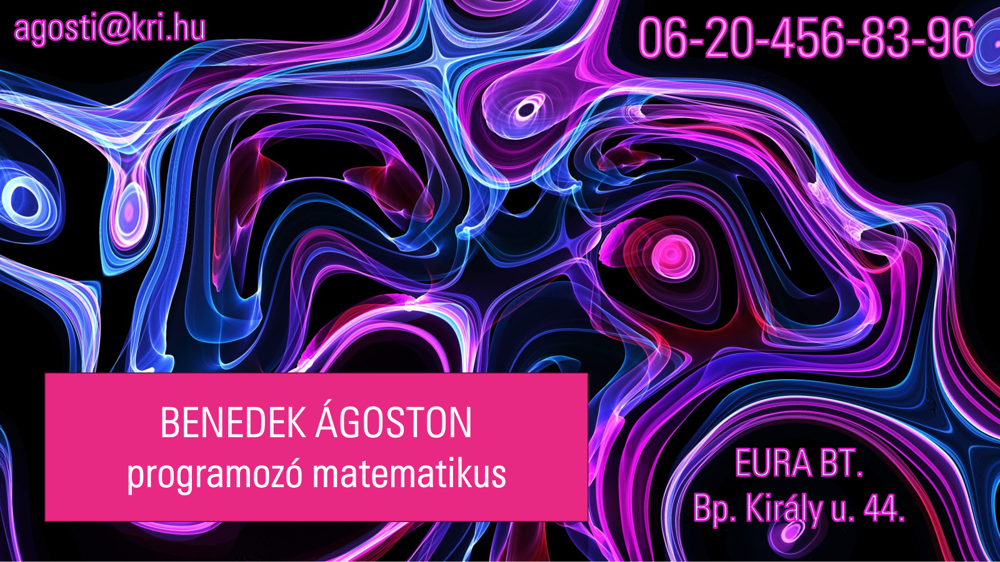 agosti@kri.hu
06-20-456-83-96
BENEDEK ÁGOSTON
programozó matematikus
EURA BT.
Bp. Király u. 44.